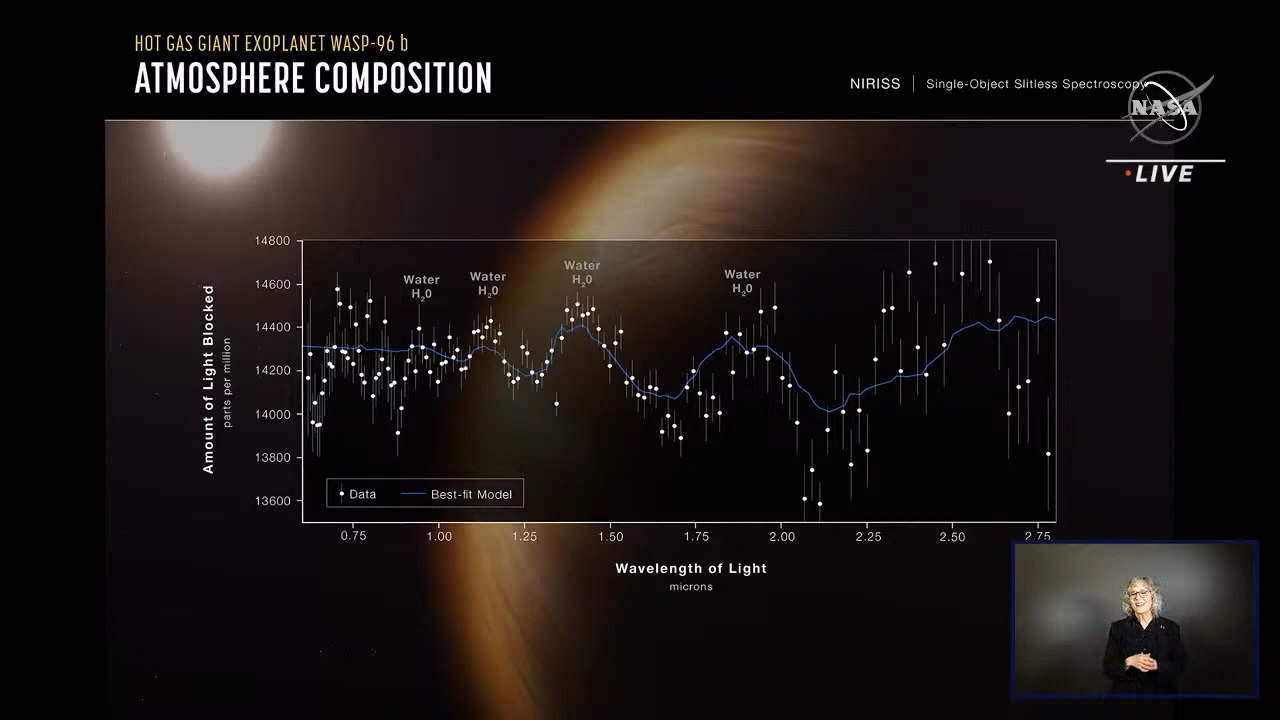 HOT GAS GIANT EXOPLANET WASP-96 b
ATMOSPHERE COMPOSITION
NIRISS | Single-Object Slitless Spectroscopy
NASA
LIVE
14800
14600
14400
14200
14000
13800
13600
Amount of Light Blocked
parts per million
Water
H₂O
Water
H₂O
Water
H₂O
Water
H₂O
Data
Best-fit Model
0.75 1.00 1.25 1.50 1.75 2.00 2.25 2.50 2.75
Wavelength of Light
microns